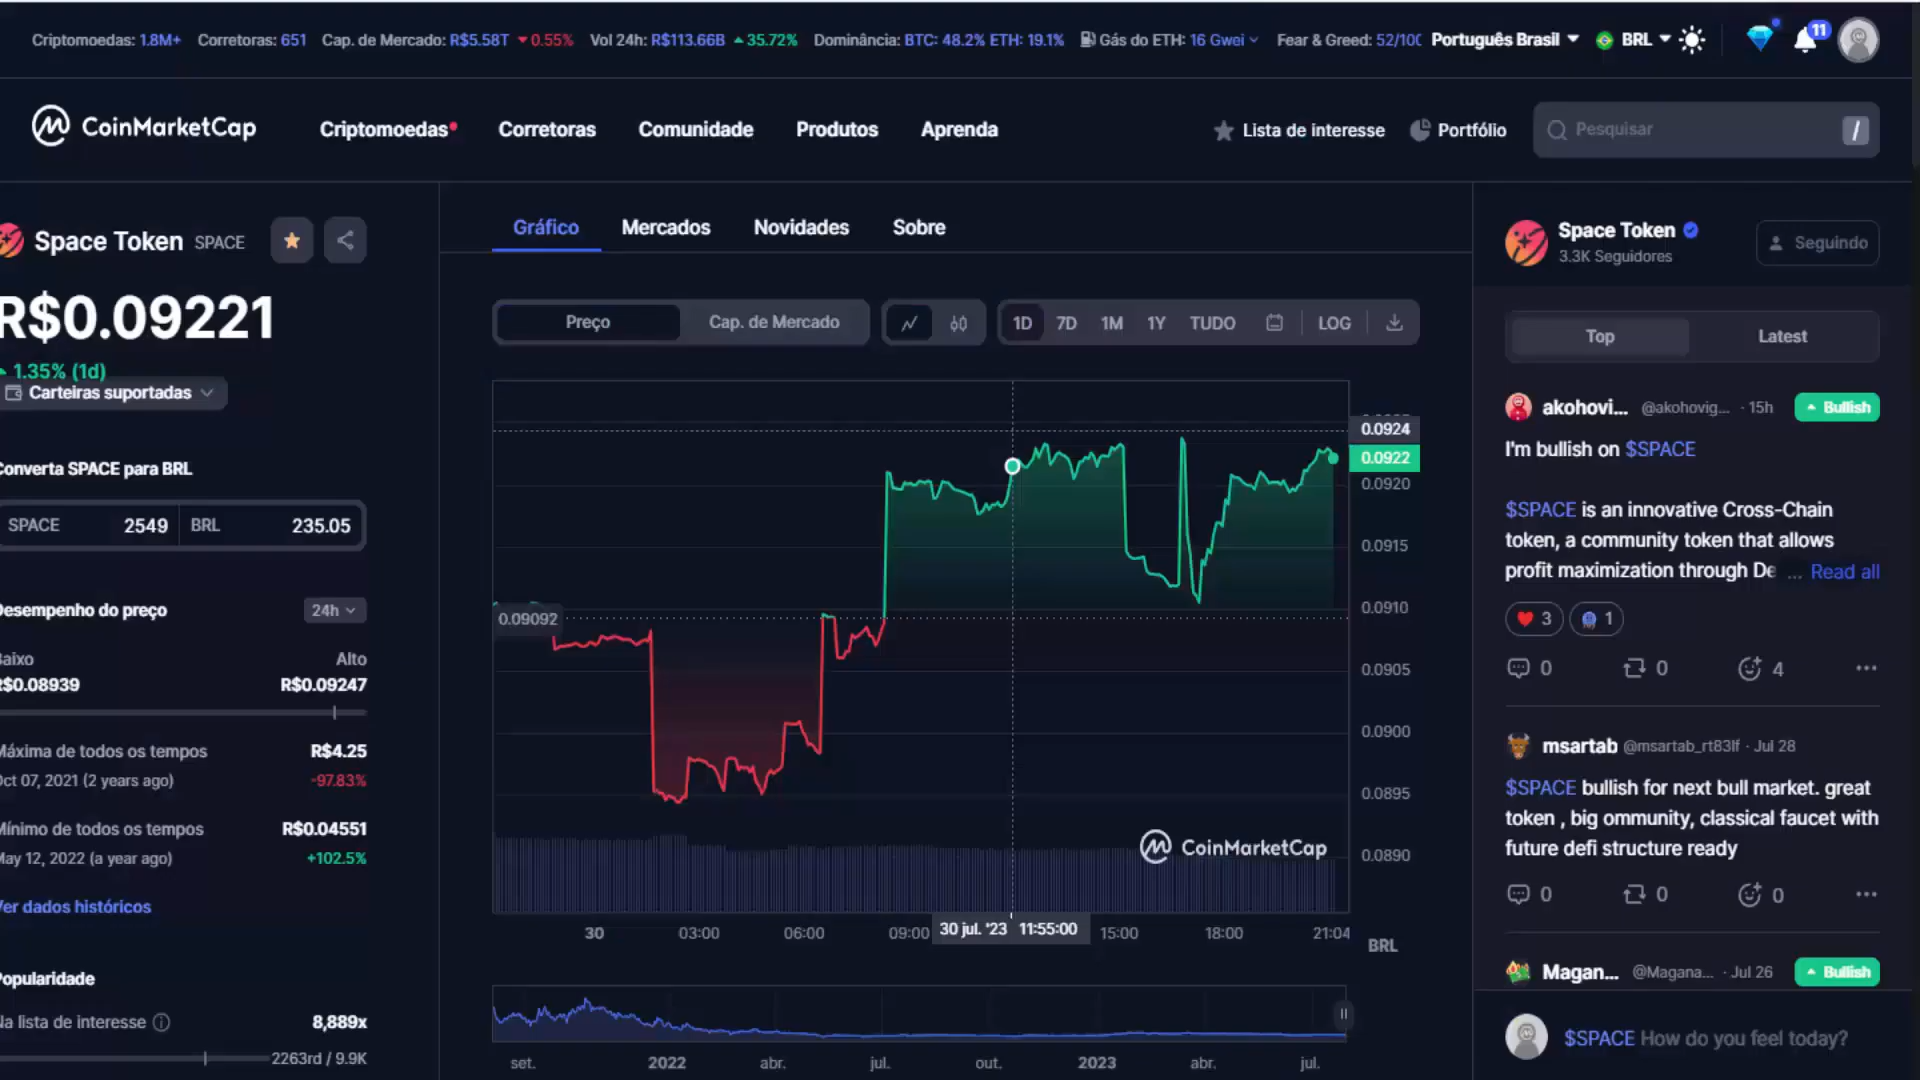 Criptomoedas: 1.8M+ Corretoras: 651 Cap. de Mercado: R$5.58T 0.55% Vol 24h: R$113.66B 35.72% Dominância: BTC: 48.2% ETH: 19.1% Gás do ETH: 16 Gwei Fear & Greed: 52/100 Português Brasil BRL 11
CoinMarketCap Criptomoedas Corretoras Comunidade Produtos Aprenda Lista de interesse Portfólio Pesquisar /
Space Token SPACE
R$0.09221
1.35% (1d)
Carteiras suportadas
Converta SPACE para BRL
SPACE 2549 BRL 235.05
Desempenho do preço 24h
Baixo Alto
R$0.08939 R$0.09247
Máxima de todos os tempos R$4.25
Oct 07, 2021 (2 years ago) -97.83%
Mínimo de todos os tempos R$0.04551
May 12, 2022 (a year ago) +102.5%
Ver dados históricos
Popularidade
Na lista de interesse 8,889x
2263rd / 9.9K
Gráfico Mercados Novidades Sobre
Preço Cap. de Mercado 1D 7D 1M 1Y TUDO LOG
0.0924
0.0922
0.0920
0.0915
0.0910
0.09092
0.0905
0.0900
0.0895
0.0890
CoinMarketCap
30 03:00 06:00 09:00 30 jul. '23 11:55:00 15:00 18:00 21:04
BRL
set. 2022 abr. jul. out. 2023 abr. jul.
Space Token
3.3K Seguidores
Seguindo
Top Latest
akohovi... @akohovig... · 15h Bullish
I'm bullish on $SPACE
$SPACE is an innovative Cross-Chain
token, a community token that allows
profit maximization through De ... Read all
3 1
0 0 4
msartab @msartab_rt83lf · Jul 28
$SPACE bullish for next bull market. great
token , big ommunity, classical faucet with
future defi structure ready
0 0 0
Magan... @Magana... · Jul 26 Bullish
$SPACE How do you feel today?